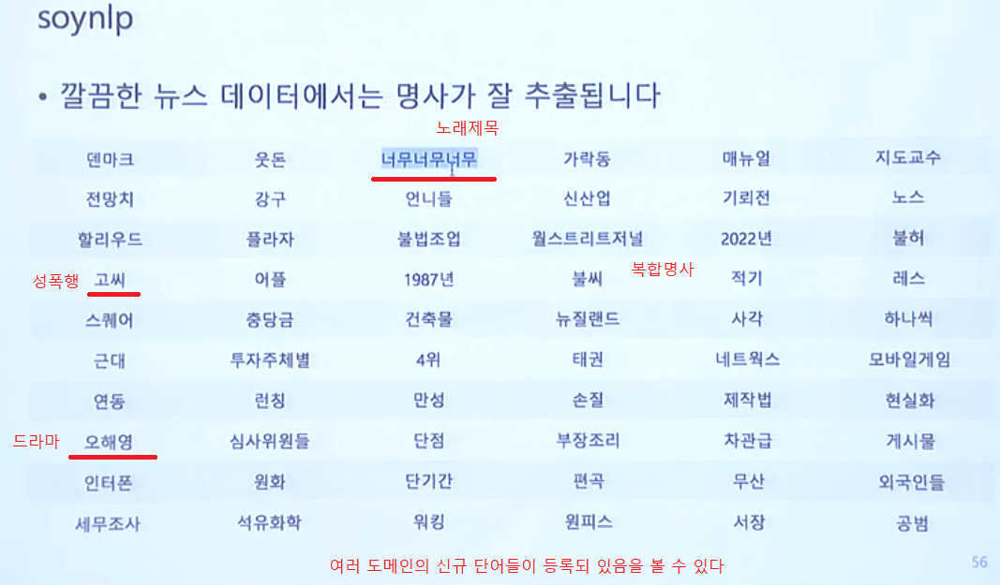 soynlp
• 깔끔한 뉴스 데이터에서는 명사가 잘 추출됩니다
노래제목
덴마크 웃돈 너무너무너무 가락동 매뉴얼 지도교수
전망치 강구 언니들 신산업 기뢰전 노스
할리우드 플라자 불법조업 월스트리트저널 2022년 불허
복합명사
성폭행 고씨 어플 1987년 불씨 적기 레스
스퀘어 충당금 건축물 뉴질랜드 사각 하나씩
근대 투자주체별 4위 태권 네트웍스 모바일게임
연동 런칭 만성 손질 제작법 현실화
드라마 오해영 심사위원들 단점 부장조리 차관급 게시물
인터폰 원화 단기간 편곡 무산 외국인들
세무조사 석유화학 워킹 원피스 서장 공범
여러 도메인의 신규 단어들이 등록되 있음을 볼 수 있다
56